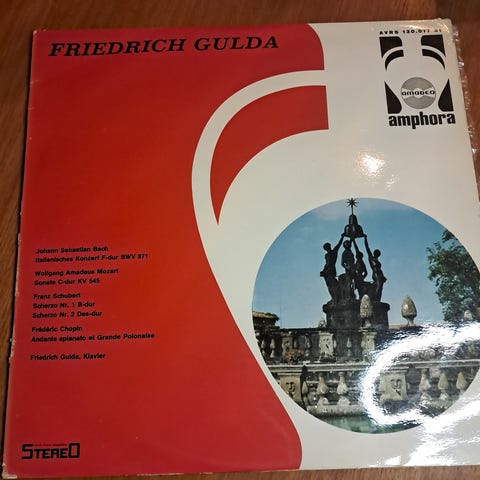 FRIEDRICH GULDA
AVRS 130.017 St
AMADEO
amphora
Johann Sebastian Bach
Italienisches Konzert F-dur BWV 971
Wolfgang Amadeus Mozart
Sonate C-dur KV 545
Franz Schubert
Scherzo Nr. 1 B-dur
Scherzo Nr. 2 Des-dur
Frédéric Chopin
Andante spianato et Grande Polonaise
Friedrich Gulda, Klavier
STEREO